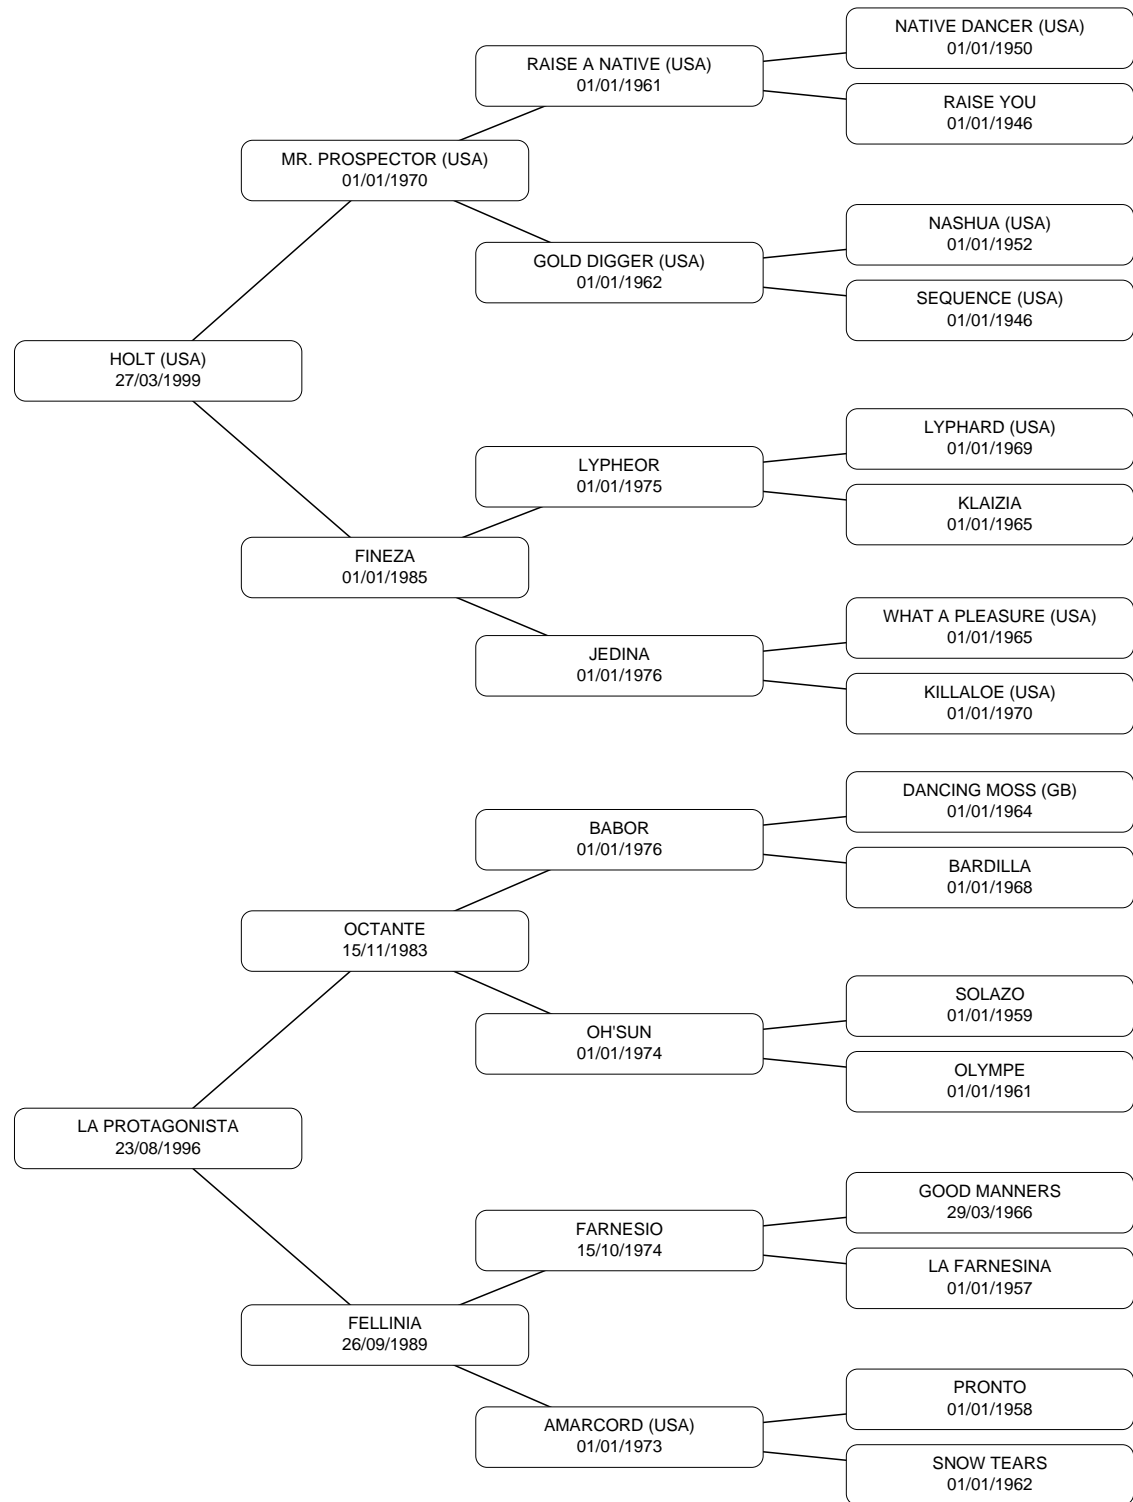 NATIVE DANCER (USA)
01/01/1950
RAISE A NATIVE (USA)
01/01/1961
RAISE YOU
01/01/1946
MR. PROSPECTOR (USA)
01/01/1970
NASHUA (USA)
01/01/1952
GOLD DIGGER (USA)
01/01/1962
SEQUENCE (USA)
01/01/1946
HOLT (USA)
27/03/1999
LYPHARD (USA)
01/01/1969
LYPHEOR
01/01/1975
KLAIZIA
01/01/1965
FINEZA
01/01/1985
WHAT A PLEASURE (USA)
01/01/1965
JEDINA
01/01/1976
KILLALOE (USA)
01/01/1970
DANCING MOSS (GB)
01/01/1964
BABOR
01/01/1976
BARDILLA
01/01/1968
OCTANTE
15/11/1983
SOLAZO
01/01/1959
OH'SUN
01/01/1974
OLYMPE
01/01/1961
LA PROTAGONISTA
23/08/1996
GOOD MANNERS
29/03/1966
FARNESIO
15/10/1974
LA FARNESINA
01/01/1957
FELLINIA
26/09/1989
PRONTO
01/01/1958
AMARCORD (USA)
01/01/1973
SNOW TEARS
01/01/1962